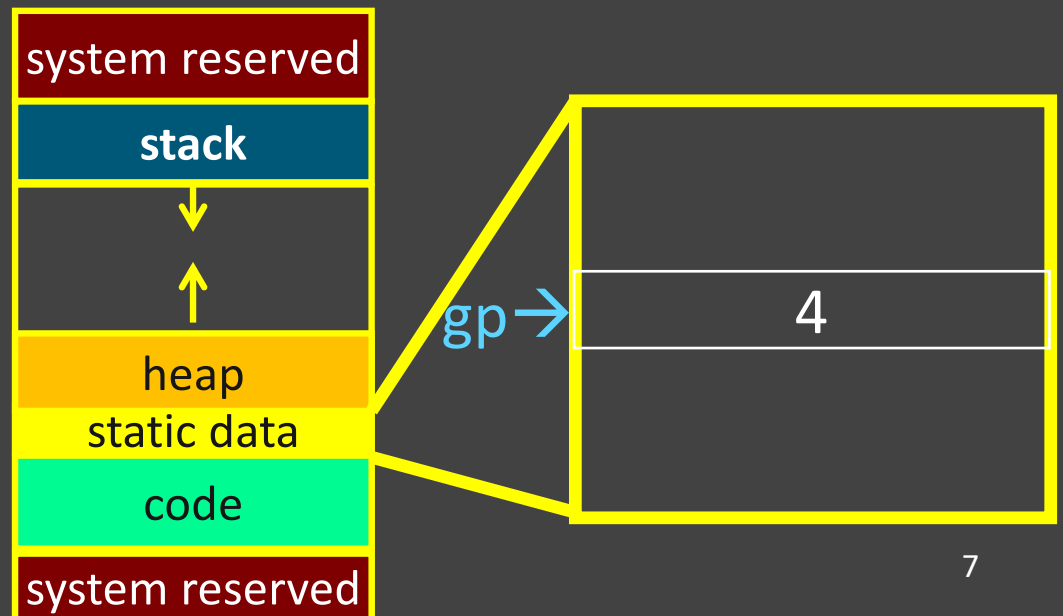 system reserved
stack
heap
static data
code
system reserved
gp→
4
7